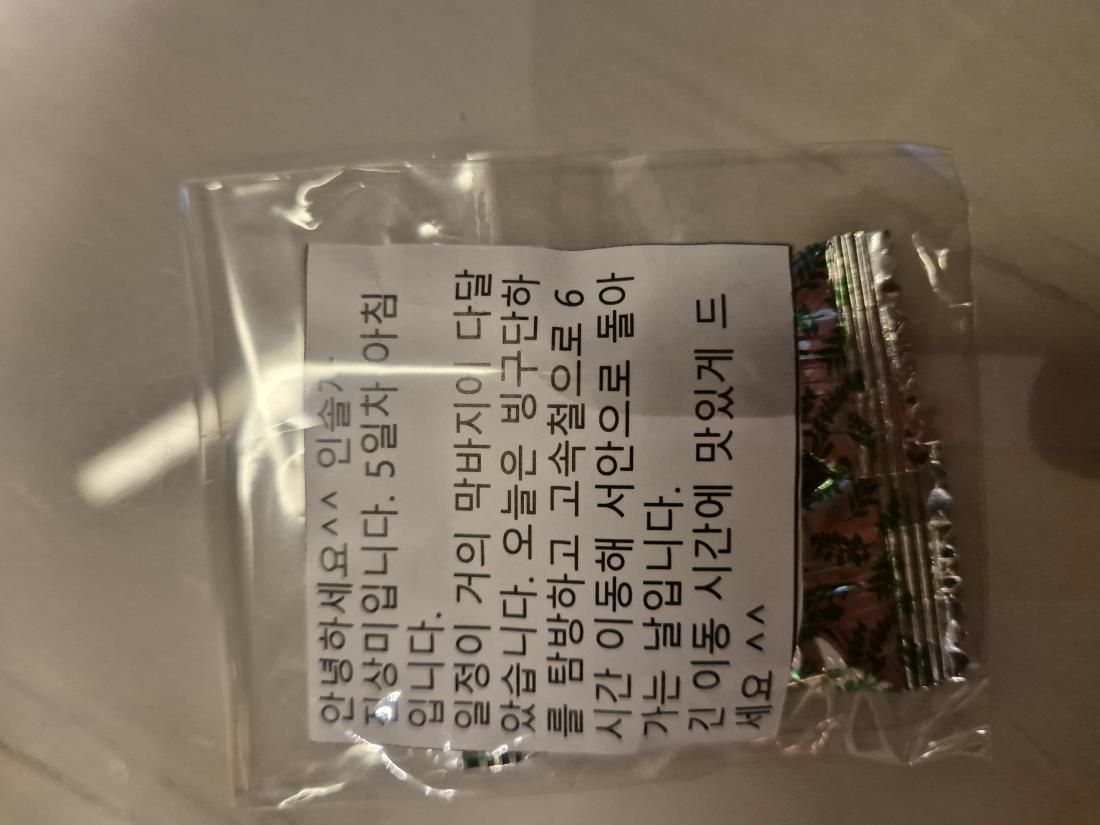 안녕하세요^^
진상미입니다. 5일차 아침
입니다.
일정이 거의 막바지에 다달
았습니다. 오늘은 빙구단하
를 탐방하고 고속철으로 6
시간 이동해 서안으로 돌아
가는 날입니다.
긴 이동 시간에 맛있게 드
세요 ^^